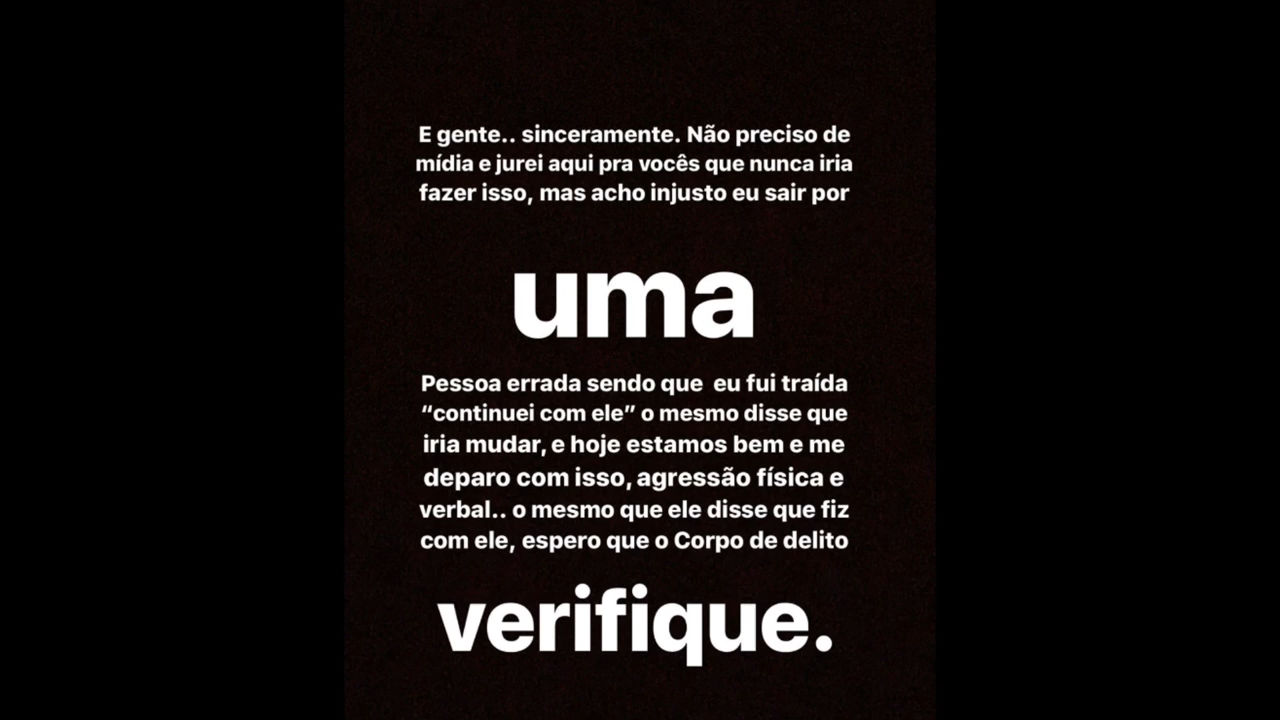 E gente.. sinceramente. Não preciso de
mídia e jurei aqui pra vocês que nunca iria
fazer isso, mas acho injusto eu sair por
uma
Pessoa errada sendo que eu fui traída
“continuei com ele” o mesmo disse que
iria mudar, e hoje estamos bem e me
deparo com isso, agressão física e
verbal.. o mesmo que ele disse que fiz
com ele, espero que o Corpo de delito
verifique.